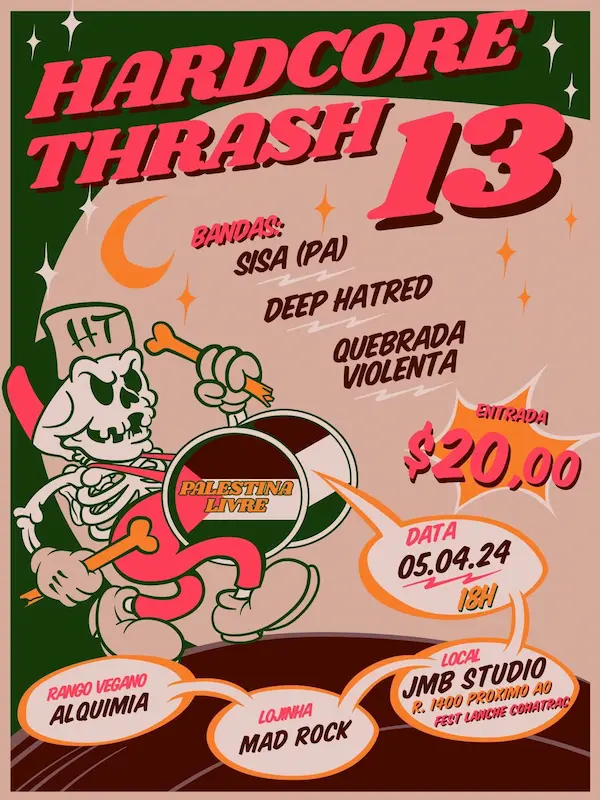 HARDCORE
THRASH 13
BANDAS:
SISA (PA)
DEEP HATRED
QUEBRADA
VIOLENTA
HT
ENTRADA
$20,00
PALESTINA
LIVRE
DATA
05.04.24
18H
LOCAL
JMB STUDIO
R. 1400 PROXIMO AO
FEST LANCHE COHATRAC
RANGO VEGANO
ALQUIMIA
LOJINHA
MAD ROCK